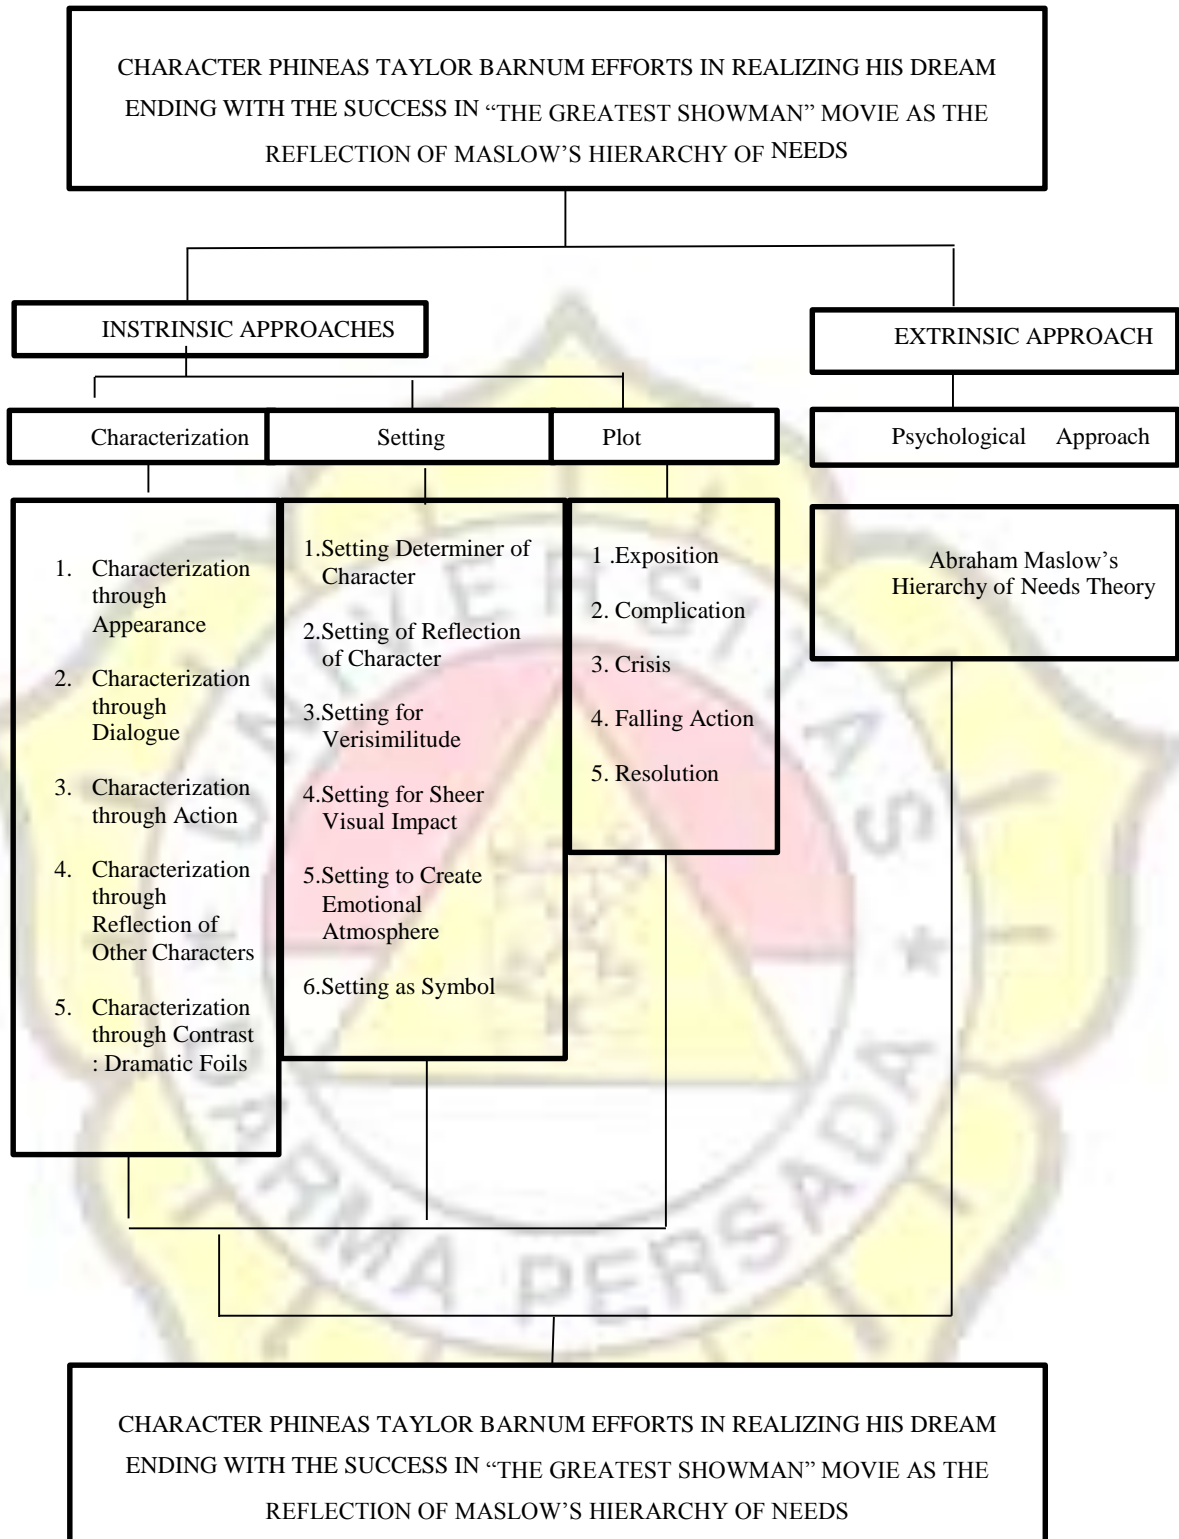 CHARACTER PHINEAS TAYLOR BARNUM EFFORTS IN REALIZING HIS DREAM
ENDING WITH THE SUCCESS IN “THE GREATEST SHOWMAN” MOVIE AS THE
REFLECTION OF MASLOW’S HIERARCHY OF NEEDS
INSTRINSIC APPROACHES
EXTRINSIC APPROACH
Characterization
Setting
Plot
Psychological Approach
1. Characterization
through
Appearance
2. Characterization
through
Dialogue
3. Characterization
through Action
4. Characterization
through
Reflection of
Other Characters
5. Characterization
through Contrast
: Dramatic Foils
1.Setting Determiner of
Character
2.Setting of Reflection
of Character
3.Setting for
Verisimilitude
4.Setting for Sheer
Visual Impact
5.Setting to Create
Emotional
Atmosphere
6.Setting as Symbol
1 .Exposition
2. Complication
3. Crisis
4. Falling Action
5. Resolution
Abraham Maslow’s
Hierarchy of Needs Theory
UNIVERSITAS
DARMA PERSADA
CHARACTER PHINEAS TAYLOR BARNUM EFFORTS IN REALIZING HIS DREAM
ENDING WITH THE SUCCESS IN “THE GREATEST SHOWMAN” MOVIE AS THE
REFLECTION OF MASLOW’S HIERARCHY OF NEEDS